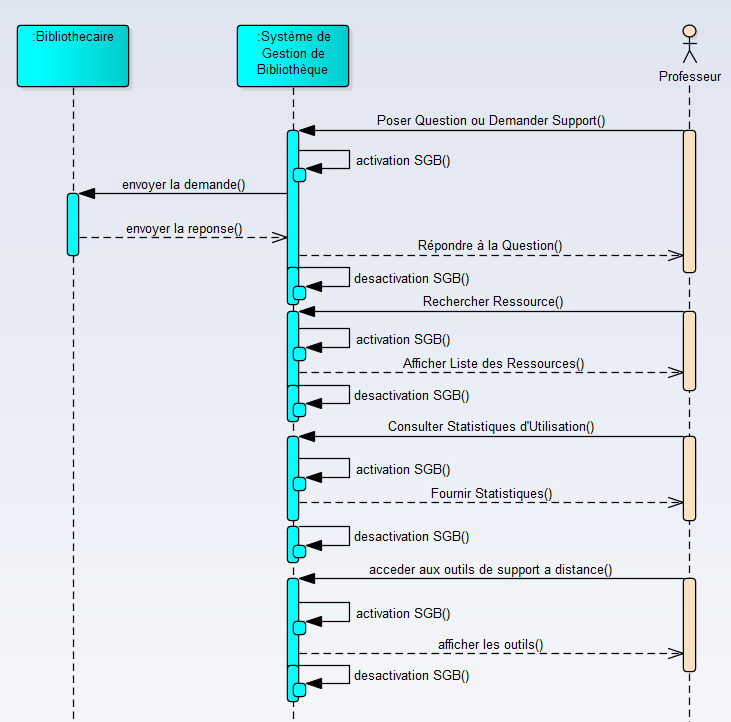 :Bibliothecaire
:Système de
Gestion de
Bibliothèque
Professeur
Poser Question ou Demander Support()
activation SGB()
envoyer la demande()
envoyer la reponse()
Répondre à la Question()
desactivation SGB()
Rechercher Ressource()
activation SGB()
Afficher Liste des Ressources()
desactivation SGB()
Consulter Statistiques d'Utilisation()
activation SGB()
Fournir Statistiques()
desactivation SGB()
acceder aux outils de support a distance()
activation SGB()
afficher les outils()
desactivation SGB()